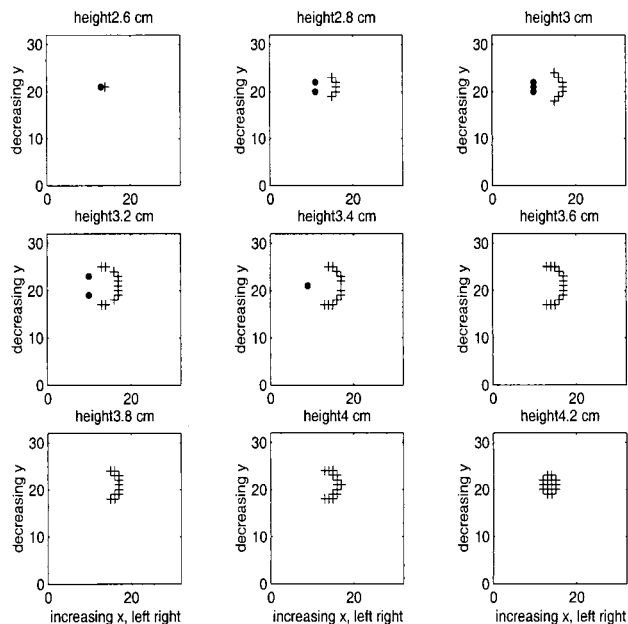 height2.6 cm
height2.8 cm
height3 cm
decreasing y
30
20
10
0
0
20
decreasing y
30
20
10
0
0
20
decreasing y
30
20
10
0
0
20
height3.2 cm
height3.4 cm
height3.6 cm
decreasing y
30
20
10
0
0
20
decreasing y
30
20
10
0
0
20
decreasing y
30
20
10
0
0
20
height3.8 cm
height4 cm
height4.2 cm
decreasing y
30
20
10
0
0
20
increasing x, left right
decreasing y
30
20
10
0
0
20
increasing x, left right
decreasing y
30
20
10
0
0
20
increasing x, left right